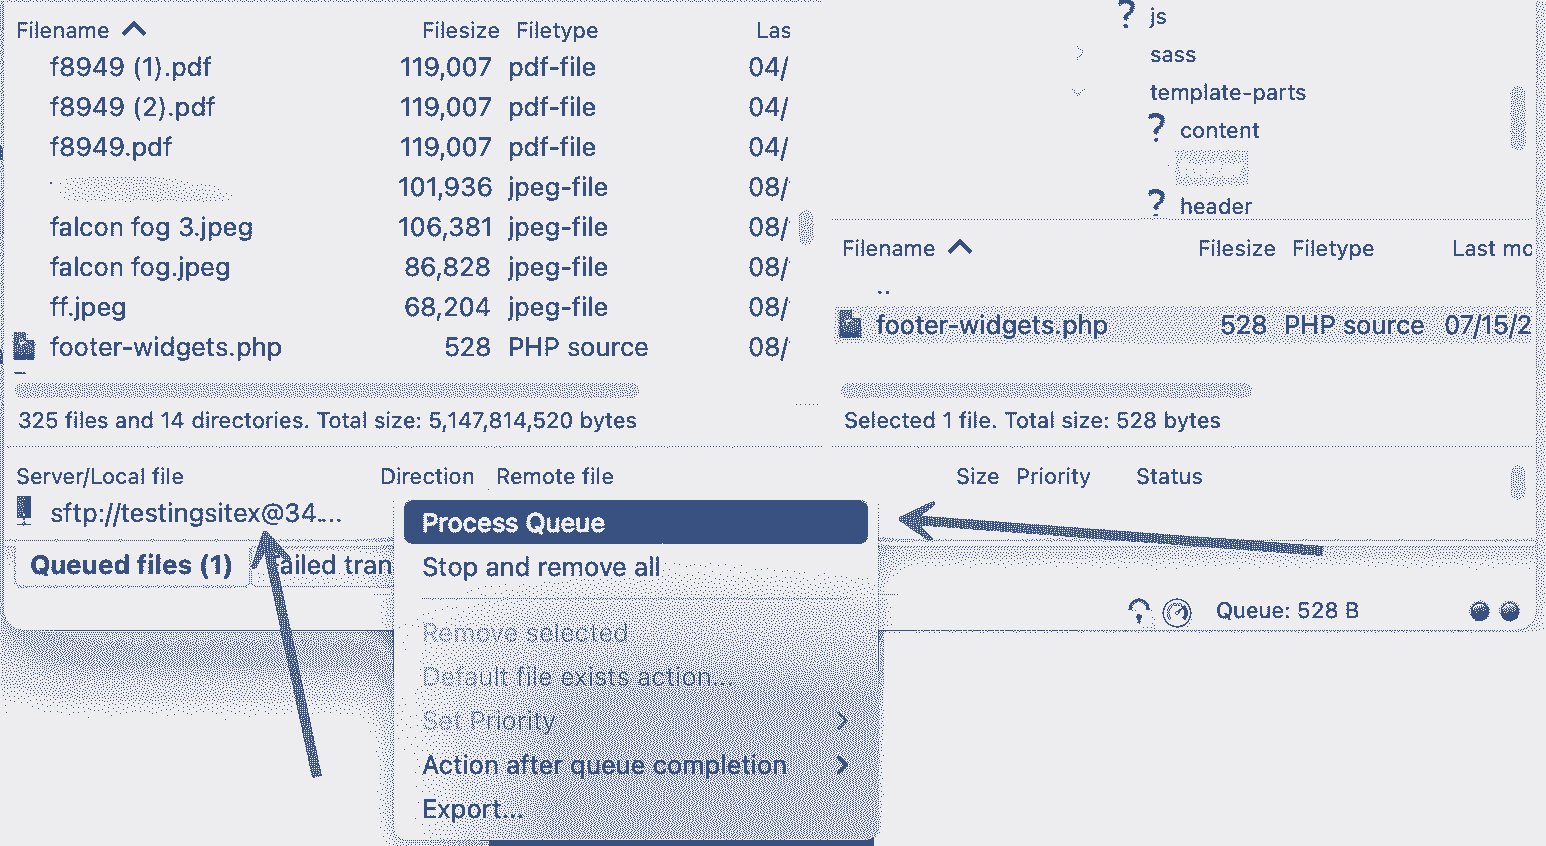 Filename Filesize Filetype Las
f8949 (1).pdf 119,007 pdf-file 04/
f8949 (2).pdf 119,007 pdf-file 04/
f8949.pdf 119,007 pdf-file 04/
101,936 jpeg-file 08/
falcon fog 3.jpeg 106,381 jpeg-file 08/
falcon fog.jpeg 86,828 jpeg-file 08/
ff.jpeg 68,204 jpeg-file 08/
footer-widgets.php 528 PHP source 08/
325 files and 14 directories. Total size: 5,147,814,520 bytes
? js
sass
template-parts
? content
? header
Filename Filesize Filetype Last mo
..
footer-widgets.php 528 PHP source 07/15/2
Selected 1 file. Total size: 528 bytes
Server/Local file Direction Remote file Size Priority Status
sftp://testingsitex@34....
Queued files (1) ailed tran
Process Queue
Stop and remove all
Remove selected
Default file exists action...
Set Priority
Action after queue completion
Export...
Queue: 528 B